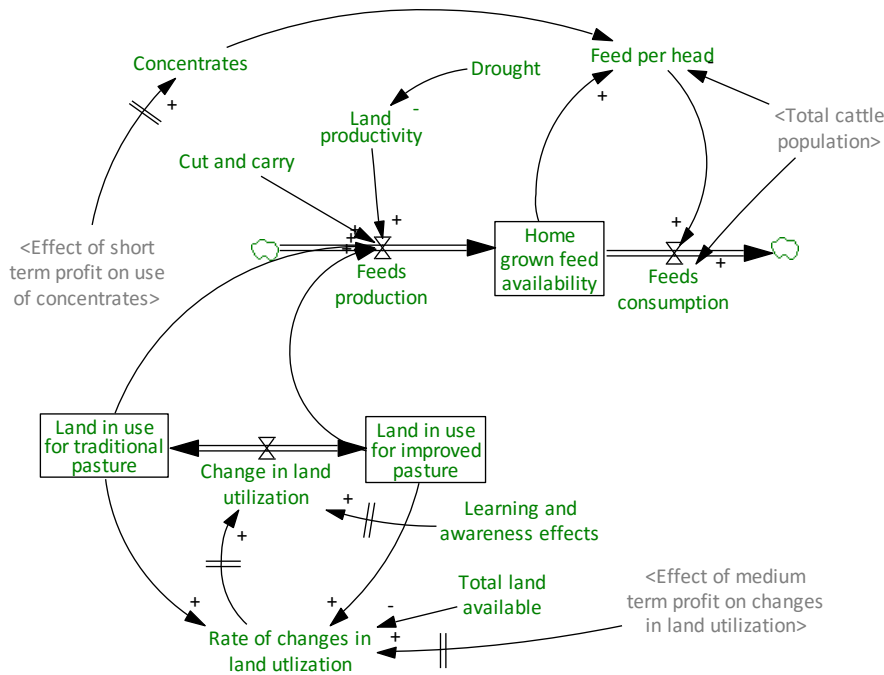 Concentrates
Feed per head
-
Drought
+
-
+
Land
productivity
<Total cattle
population>
Cut and carry
+
+
+
+
<Effect of short
term profit on use
of concentrates>
Feeds
production
Home
grown feed
availability
+
Feeds
consumption
Land in use
for traditional
pasture
Change in land
utilization
Land in use
for improved
pasture
+
+
Learning and
awareness effects
+
+
Total land
available
-
+
<Effect of medium
term profit on changes
in land utilization>
Rate of changes in
land utlization